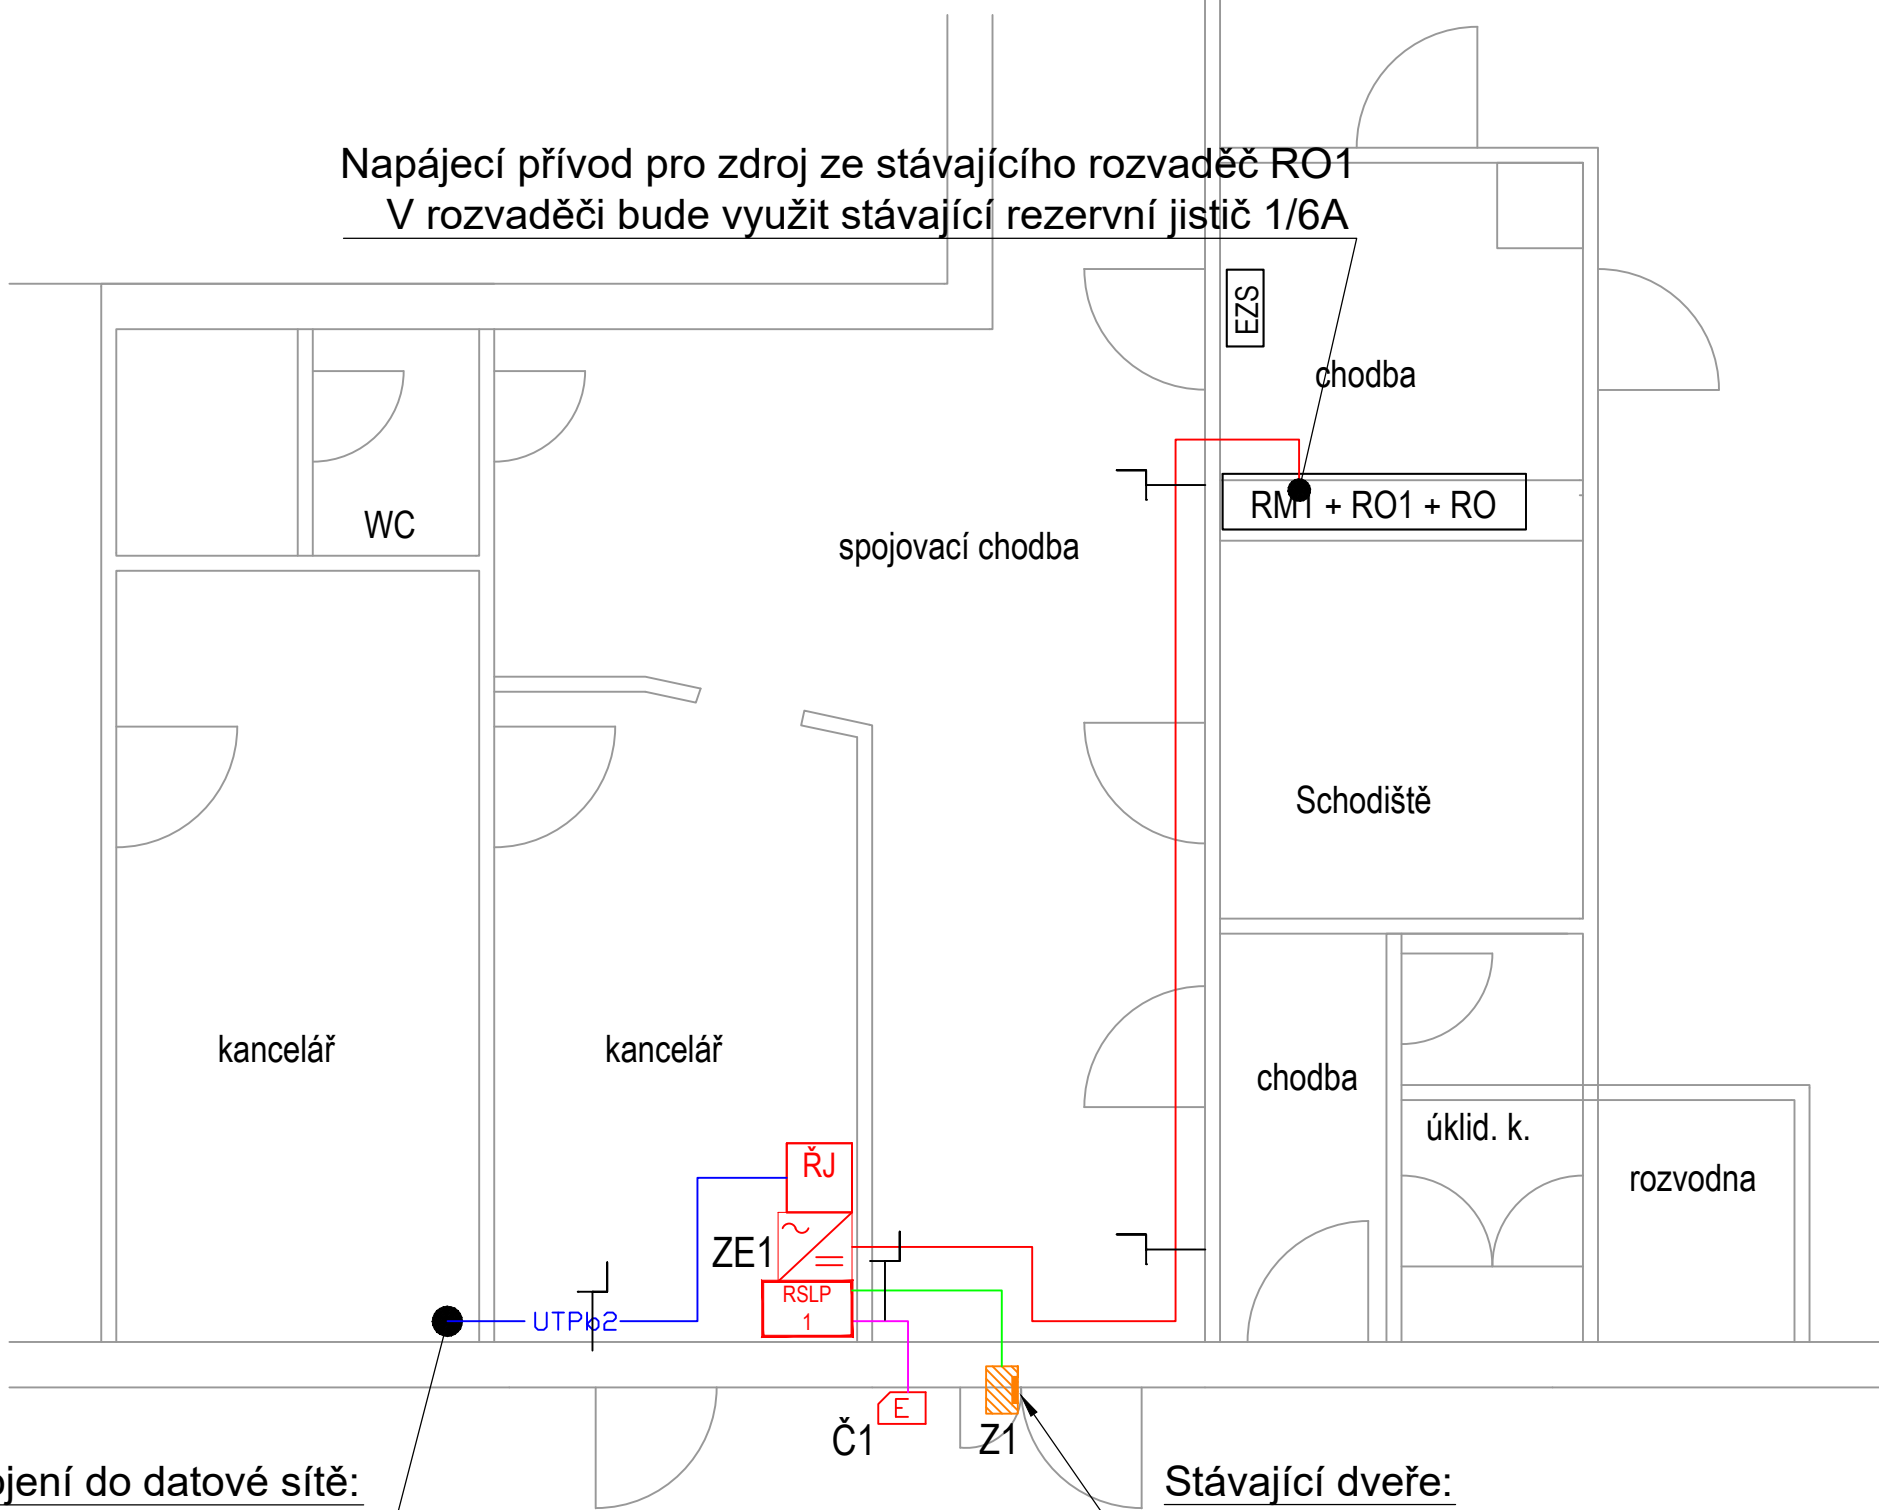 Napájecí přívod pro zdroj ze stávajícího rozvaděč RO1
V rozvaděči bude využit stávající rezervní jistič 1/6A
EZS
chodba
RM1 + RO1 + RO
WC
spojovací chodba
Schodiště
kancelář
kancelář
chodba
úklid. k.
rozvodna
ŘJ
ZE1
RSLP
1
UTPb2
E
Č1
Z1
do datové sítě:
Stávající dveře: